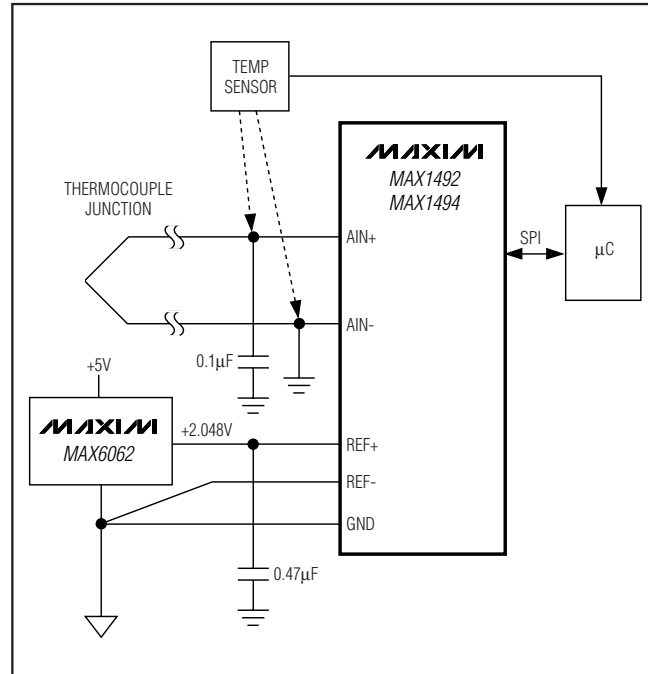 TEMP
SENSOR
MAXIM
MAX1492
MAX1494
THERMOCOUPLE
JUNCTION
AIN+
SPI
µC
AIN-
0.1µF
+5V
MAXIM
MAX6062
+2.048V
REF+
REF-
GND
0.47µF